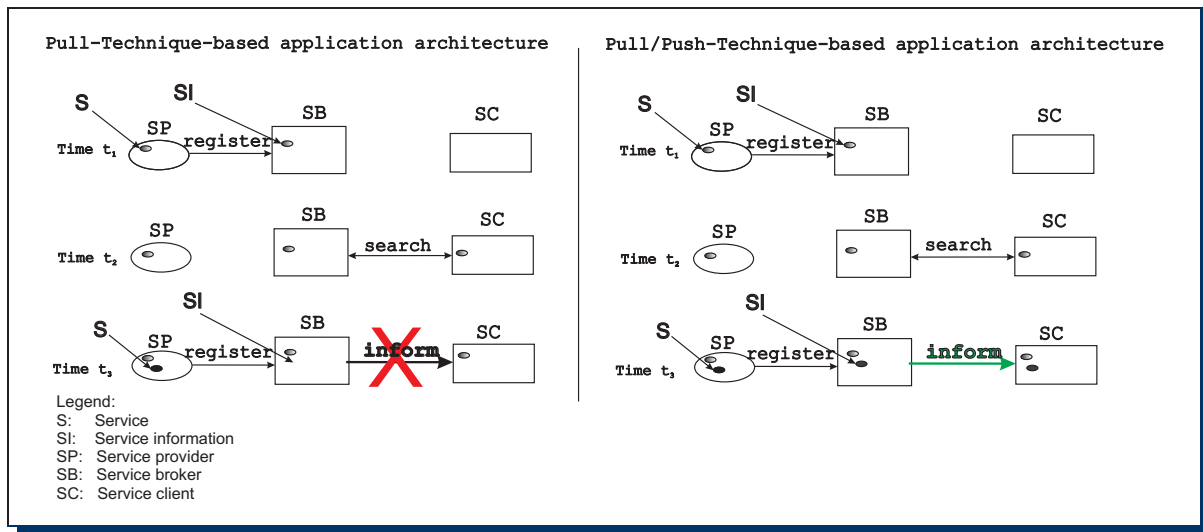 Pull-Technique-based application architecture
S
SI
SP
register
SB
SC
Time t₁
SP
SB
search
SC
Time t₂
S
SI
SP
register
SB
inform
SC
Time t₃
Legend:
S: Service
SI: Service information
SP: Service provider
SB: Service broker
SC: Service client
Pull/Push-Technique-based application architecture
S
SI
SP
register
SB
SC
Time t₁
SP
SB
search
SC
Time t₂
S
SI
SP
register
SB
inform
SC
Time t₃